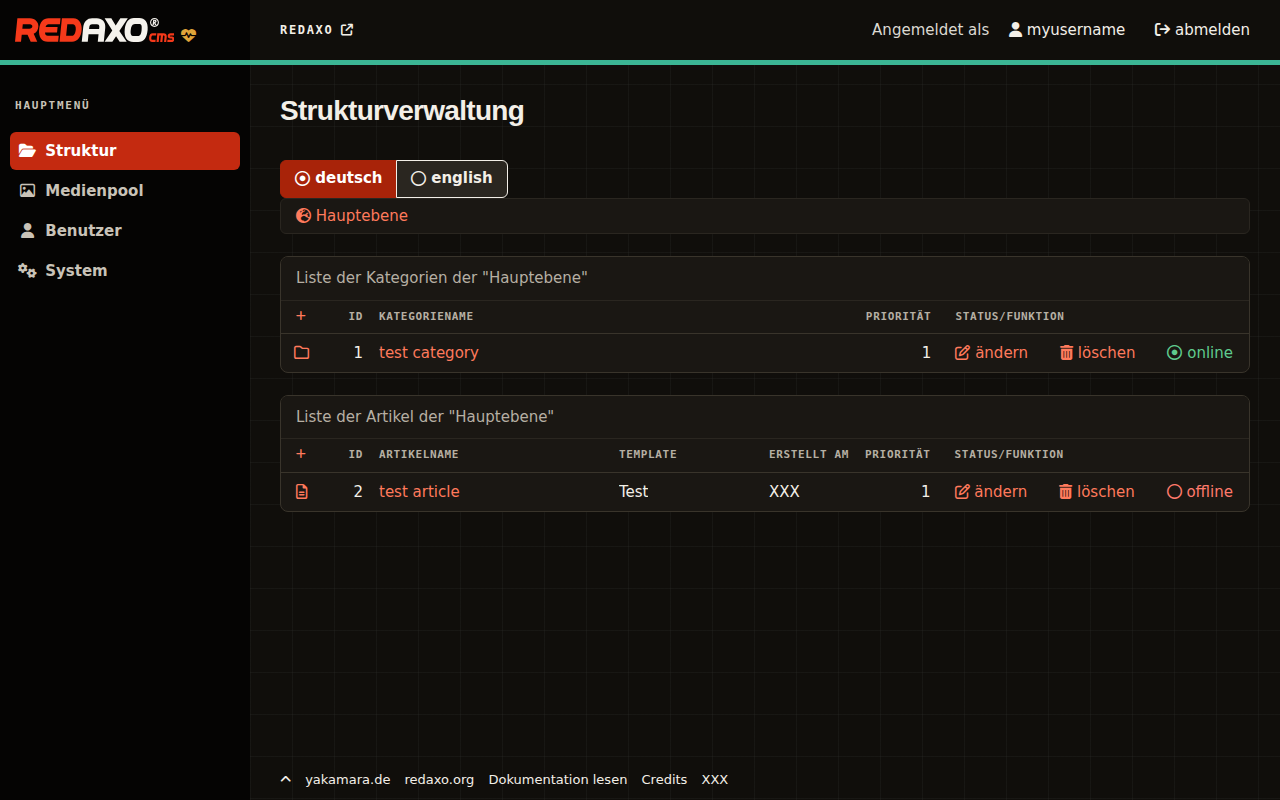 REDAXO® cms
REDAXO
Angemeldet als myusername abmelden
HAUPTMENÜ
Struktur
Medienpool
Benutzer
System
Strukturverwaltung
deutsch english
Hauptebene
Liste der Kategorien der "Hauptebene"
+ ID KATEGORIENAME PRIORITÄT STATUS/FUNKTION
1 test category 1 ändern löschen online
Liste der Artikel der "Hauptebene"
+ ID ARTIKELNAME TEMPLATE ERSTELLT AM PRIORITÄT STATUS/FUNKTION
2 test article Test XXX 1 ändern löschen offline
yakamara.de redaxo.org Dokumentation lesen Credits XXX